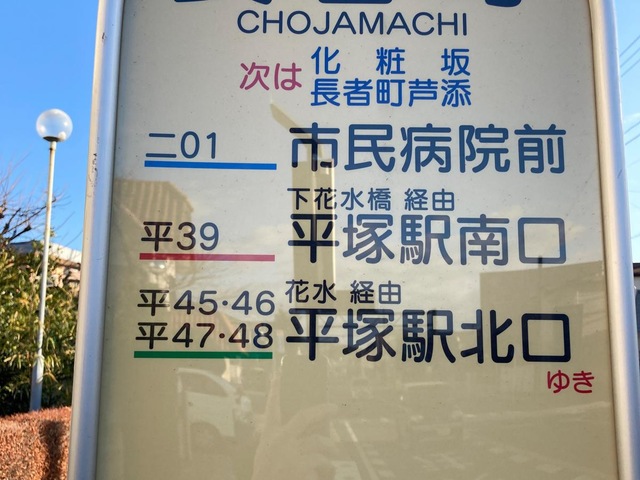 CHOJAMACHI
次は 化粧坂
長者町芦添
二01 市民病院前
下花水橋 経由
平39 平塚駅南口
花水 経由
平45·46
平47·48 平塚駅北口
ゆき